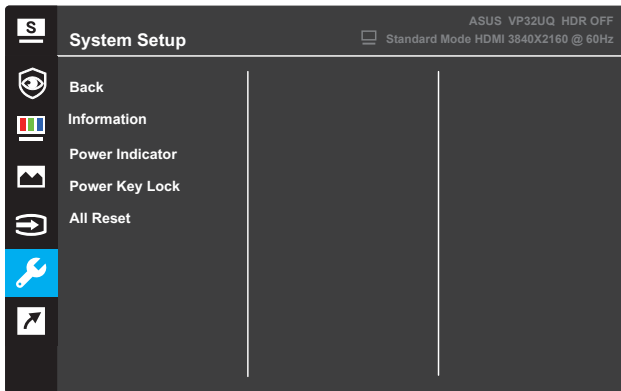 S
System Setup
ASUS VP32UQ HDR OFF
Standard Mode HDMI 3840X2160 @ 60Hz
Back
Information
Power Indicator
Power Key Lock
All Reset